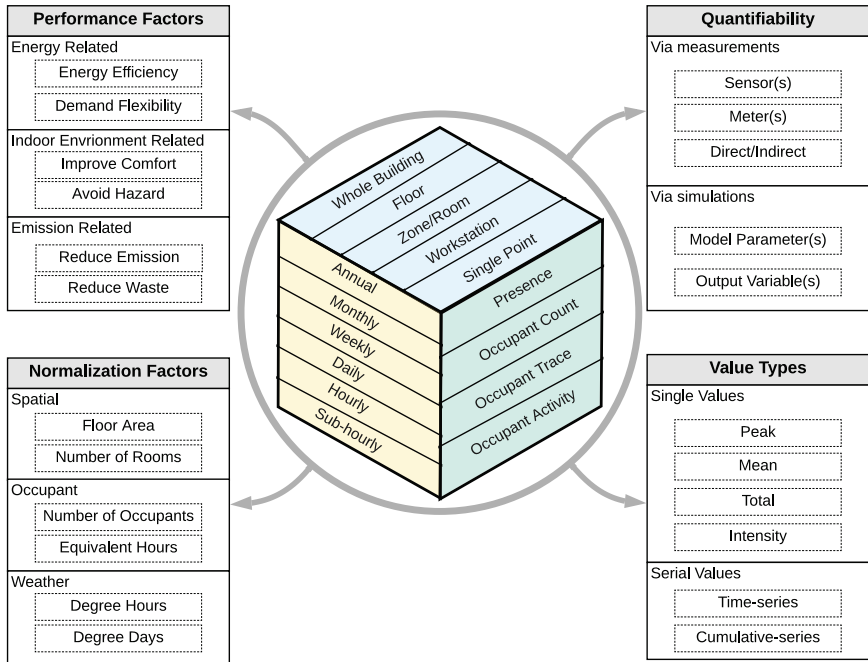 Performance Factors
Energy Related
Energy Efficiency
Demand Flexibility
Indoor Envrionment Related
Improve Comfort
Avoid Hazard
Emission Related
Reduce Emission
Reduce Waste
Normalization Factors
Spatial
Floor Area
Number of Rooms
Occupant
Number of Occupants
Equivalent Hours
Weather
Degree Hours
Degree Days
Whole Building
Floor
Zone/Room
Workstation
Single Point
Annual
Monthly
Weekly
Daily
Hourly
Sub-hourly
Presence
Occupant Count
Occupant Trace
Occupant Activity
Quantifiability
Via measurements
Sensor(s)
Meter(s)
Direct/Indirect
Via simulations
Model Parameter(s)
Output Variable(s)
Value Types
Single Values
Peak
Mean
Total
Intensity
Serial Values
Time-series
Cumulative-series